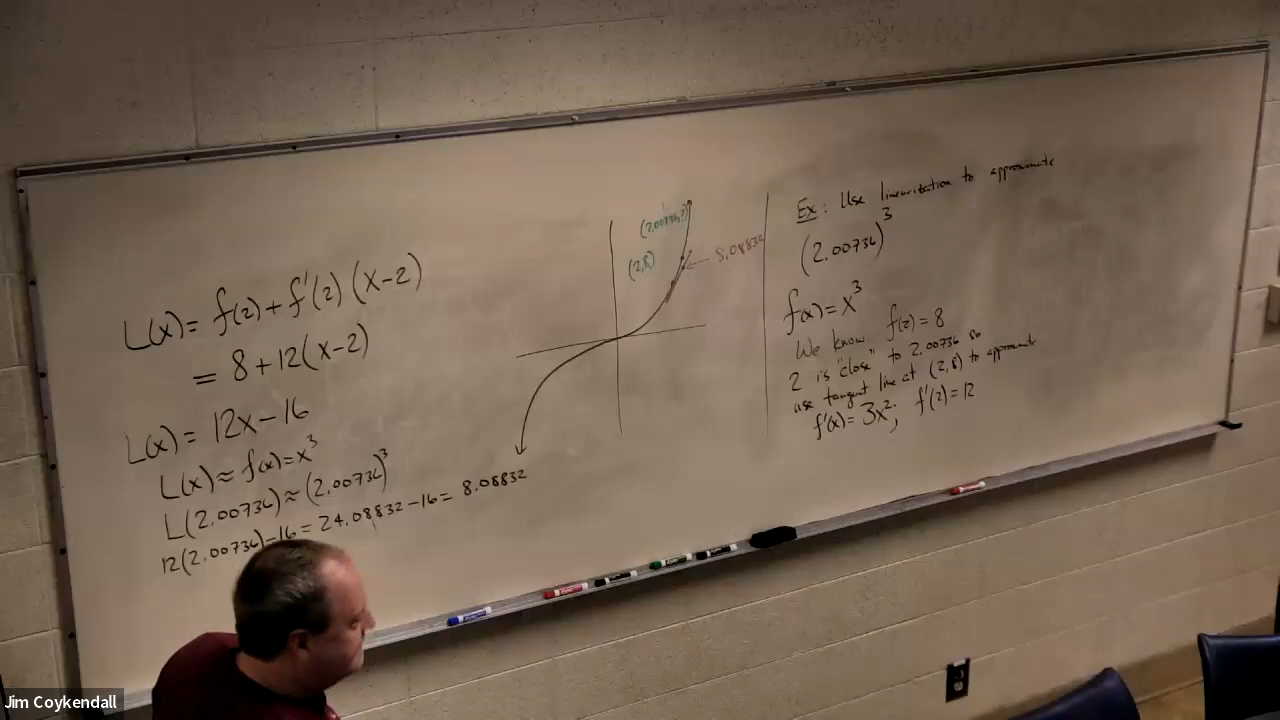 L(x) = f(2) + f'(2) (x-2)
= 8 + 12(x-2)
L(x) = 12x - 16
L(x) ≈ f(x) = x³
L(2.00736) ≈ (2.00736)³
12(2.00736) - 16 = 24.08832 - 16 = 8.08832
(2.00736,?)
(2,8)
8.08832
Ex: Use linearization to approximate
(2.00736)³
f(x) = x³
We know f(2) = 8
2 is "close" to 2.00736 so
use tangent line at (2,8) to approximate
f'(x) = 3x², f'(2) = 12
Jim Coykendall